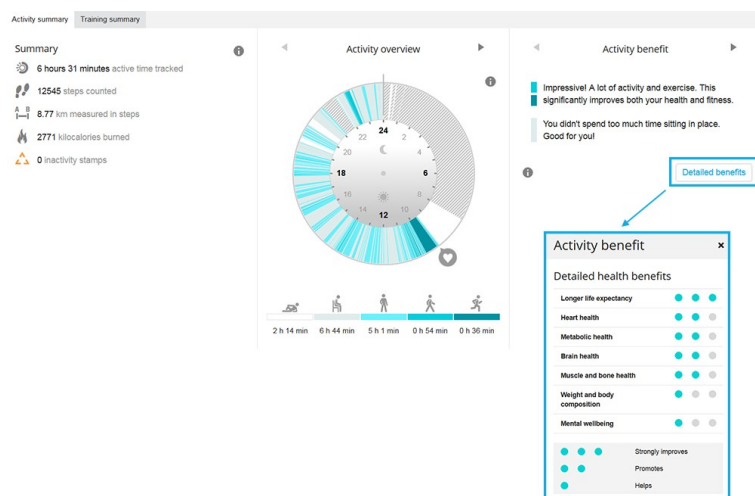 Activity summary
Training summary
Summary
6 hours 31 minutes active time tracked
12545 steps counted
A B
8.77 km measured in steps
2771 kilocalories burned
0 inactivity stamps
Activity overview
24
22
2
20
4
18
6
16
8
14
10
12
2 h 14 min
6 h 44 min
5 h 1 min
0 h 54 min
0 h 36 min
Activity benefit
Impressive! A lot of activity and exercise. This
significantly improves both your health and fitness.
You didn't spend too much time sitting in place.
Good for you!
Detailed benefits
Activity benefit
×
Detailed health benefits
Longer life expectancy
Heart health
Metabolic health
Brain health
Muscle and bone health
Weight and body
composition
Mental wellbeing
Strongly improves
Promotes
Helps